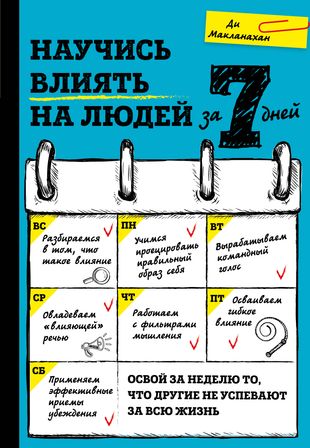 Ди
Макланахан
НАУЧИСЬ
ВЛИЯТЬ
НА ЛЮДЕЙ за 7 дней
ВС
Разбираемся
в том, что
такое влияние
ПН
Учимся
проецировать
правильный
образ себя
ВТ
Вырабатываем
командный
голос
СР
Овладеваем
«влияющей»
речью
ЧТ
Работаем
с фильтрами
мышления
ПТ
Осваиваем
гибкое
влияние
СБ
Применяем
эффективные
приемы
убеждения
ОСВОЙ ЗА НЕДЕЛЮ ТО,
ЧТО ДРУГИЕ НЕ УСПЕВАЮТ
ЗА ВСЮ ЖИЗНЬ